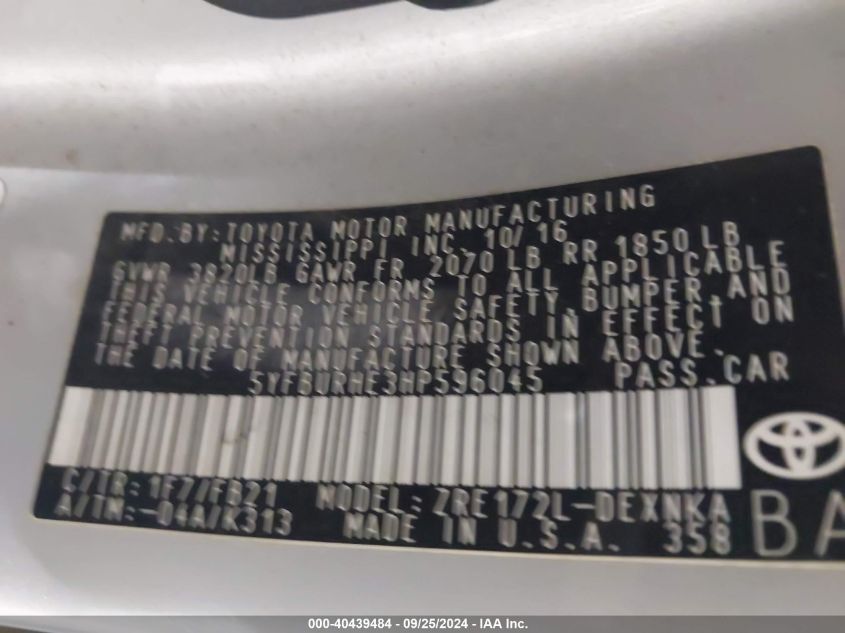 MFD. BY: TOYOTA MOTOR MANUFACTURING
MISSISSIPPI INC. 10/16
GVWR 3820LB GAWR FR 2070 LB RR 1850 LB
THIS VEHICLE CONFORMS TO ALL APPLICABLE
FEDERAL MOTOR VEHICLE SAFETY, BUMPER, AND
THEFT PREVENTION STANDARDS IN EFFECT ON
THE DATE OF MANUFACTURE SHOWN ABOVE.
5YFBURHE3HP596045 PASS. CAR
C/TR: 1F7/FB21 MODEL: ZRE172L-DEXNKA
A/TM: -04A/K313 MADE IN U.S.A. 358
BA
000-40439484 - 09/25/2024 - IAA Inc.